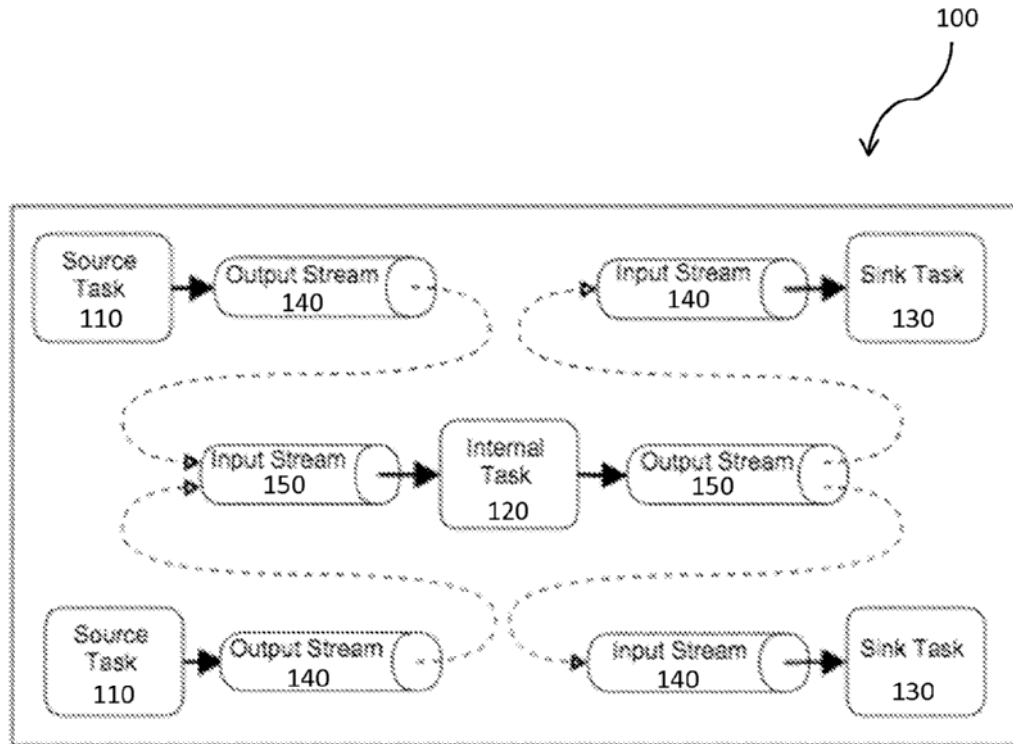 100
Source
Task
110
Output Stream
140
Input Stream
140
Sink Task
130
Input Stream
150
Internal
Task
120
Output Stream
150
Source
Task
110
Output Stream
140
Input Stream
140
Sink Task
130